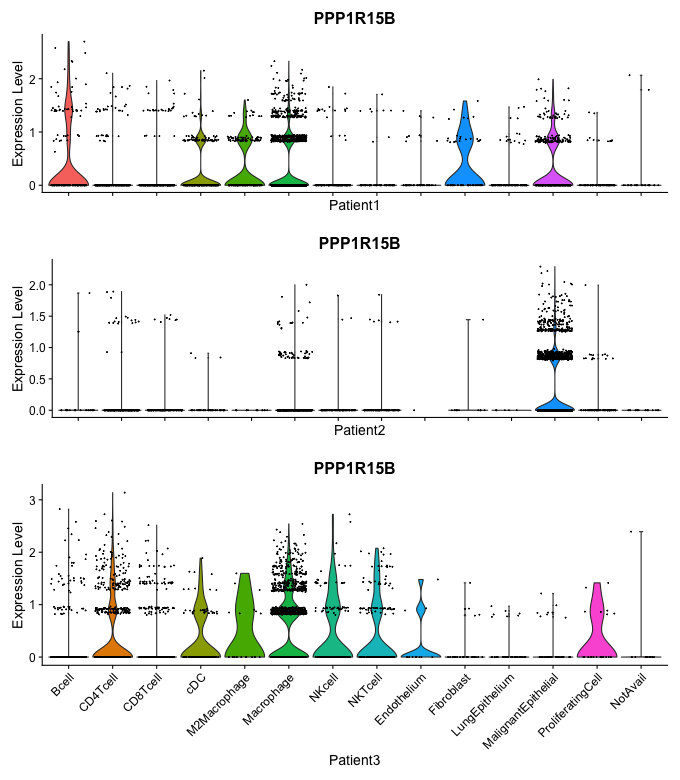 PPP1R15B
Expression Level
2
1
0
Patient1
PPP1R15B
Expression Level
2.0
1.5
1.0
0.5
0.0
Patient2
PPP1R15B
Expression Level
3
2
1
0
Bcell
CD4Tcell
CD8Tcell
cDC
M2Macrophage
Macrophage
NKcell
NKTcell
Endothelium
Fibroblast
LungEpithelium
MalignantEpithelial
ProliferatingCell
NotAvail
Patient3